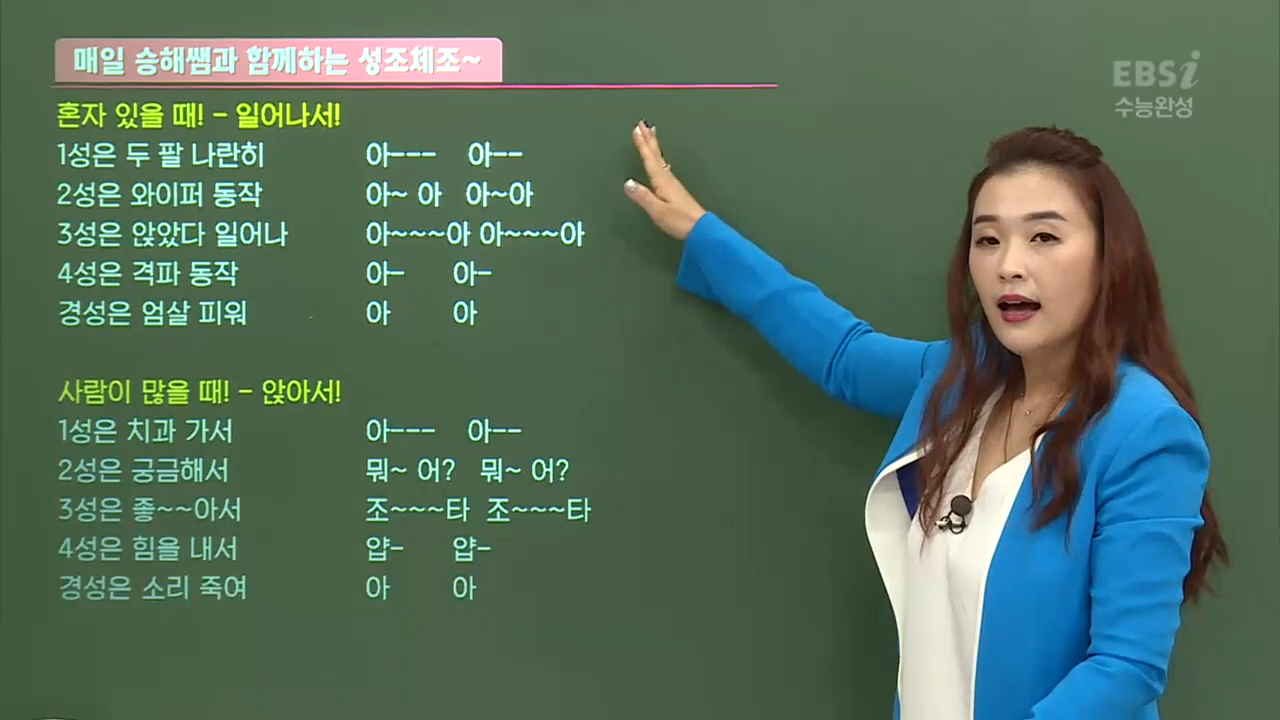 매일 승해쌤과 함께하는 성조체조~
EBSi
수능완성
혼자 있을 때! - 일어나서!
1성은 두 팔 나란히 아--- 아--
2성은 와이퍼 동작 아~ 아 아~아
3성은 앉았다 일어나 아~~~아 아~~~아
4성은 격파 동작 아- 아-
경성은 엄살 피워 아 아
사람이 많을 때! - 앉아서!
1성은 치과 가서 아--- 아--
2성은 궁금해서 뭐~ 어? 뭐~ 어?
3성은 좋~~아서 조~~~타 조~~~타
4성은 힘을 내서 얍- 얍-
경성은 소리 죽여 아 아